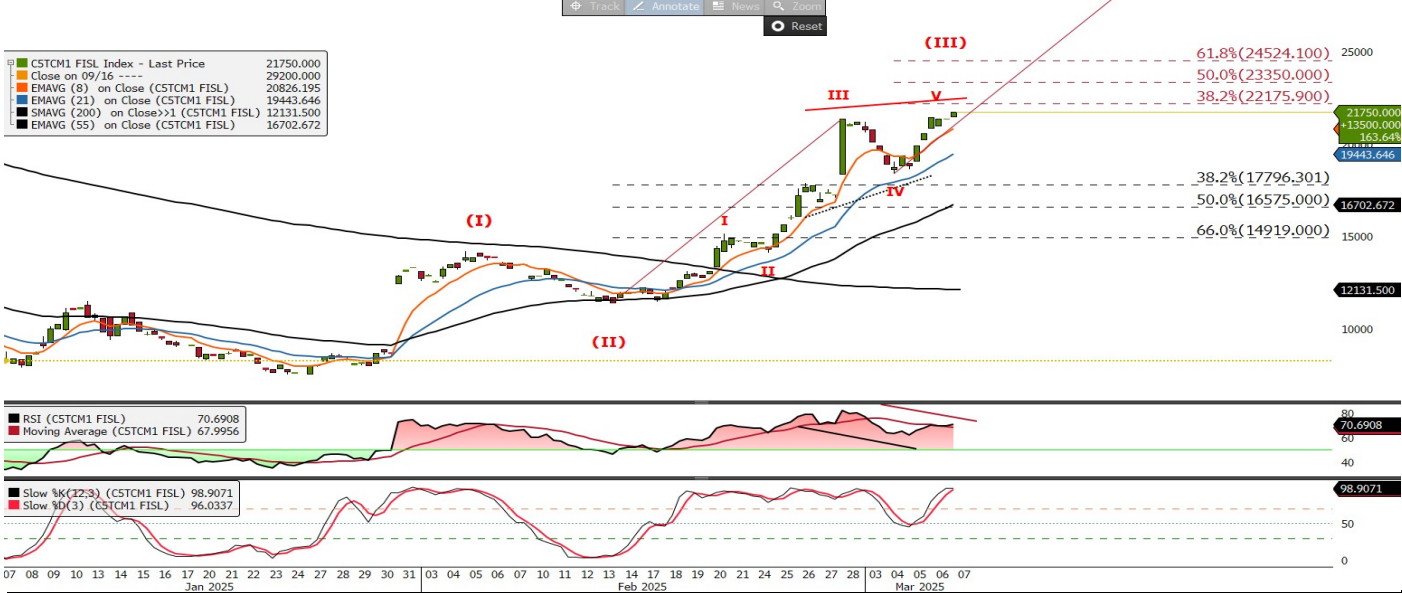 Track Annotate News Zoom
Reset
C5TCM1 FISL Index - Last Price 21750.000
Close on 09/16 ---- 29200.000
EMAVG (8) on Close (C5TCM1 FISL) 20826.195
EMAVG (21) on Close (C5TCM1 FISL) 19443.646
SMAVG (200) on Close>>1 (C5TCM1 FISL) 12131.500
EMAVG (55) on Close (C5TCM1 FISL) 16702.672
(III)
61.8%(24524.100)
25000
50.0%(23350.000)
III
V
38.2%(22175.900)
21750.000
+13500.000
163.64%
20000
19443.646
38.2%(17796.301)
IV
50.0%(16575.000)
16702.672
(I)
I
66.0%(14919.000)
15000
II
12131.500
(II)
10000
RSI (C5TCM1 FISL) 70.6908
Moving Average (C5TCM1 FISL) 67.9956
80
70.6908
60
40
Slow %K(12,3) (C5TCM1 FISL) 98.9071
Slow %D(3) (C5TCM1 FISL) 96.0337
98.9071
50
0
07 08 09 10 13 14 15 16 17 20 21 22 23 24 27 28 29 30 31 03 04 05 06 07 10 11 12 13 14 17 18 19 20 21 24 25 26 27 28 03 04 05 06 07
Jan 2025 Feb 2025 Mar 2025